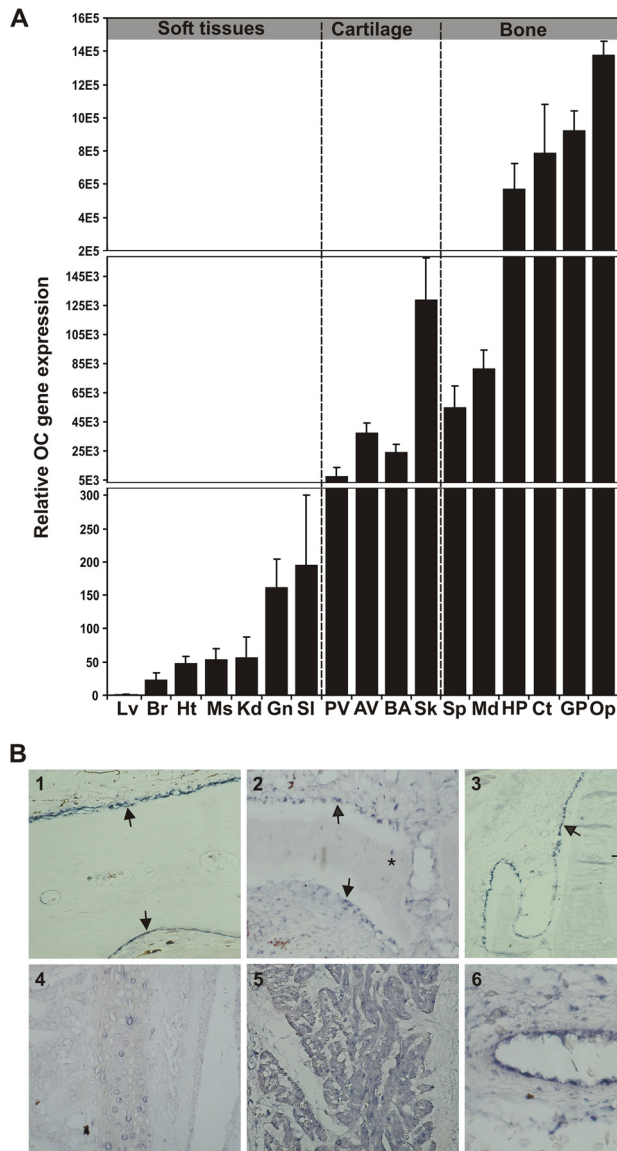 A
Soft tissues Cartilage Bone
Relative OC gene expression
16E5
14E5
12E5
10E5
8E5
6E5
4E5
2E5
145E3
125E3
105E3
85E3
65E3
45E3
25E3
5E3
300
250
200
150
100
50
0
Lv Br Ht Ms Kd Gn Sl PV AV BA Sk Sp Md HP Ct GP Op
B
1 2 3
*
4 5 6